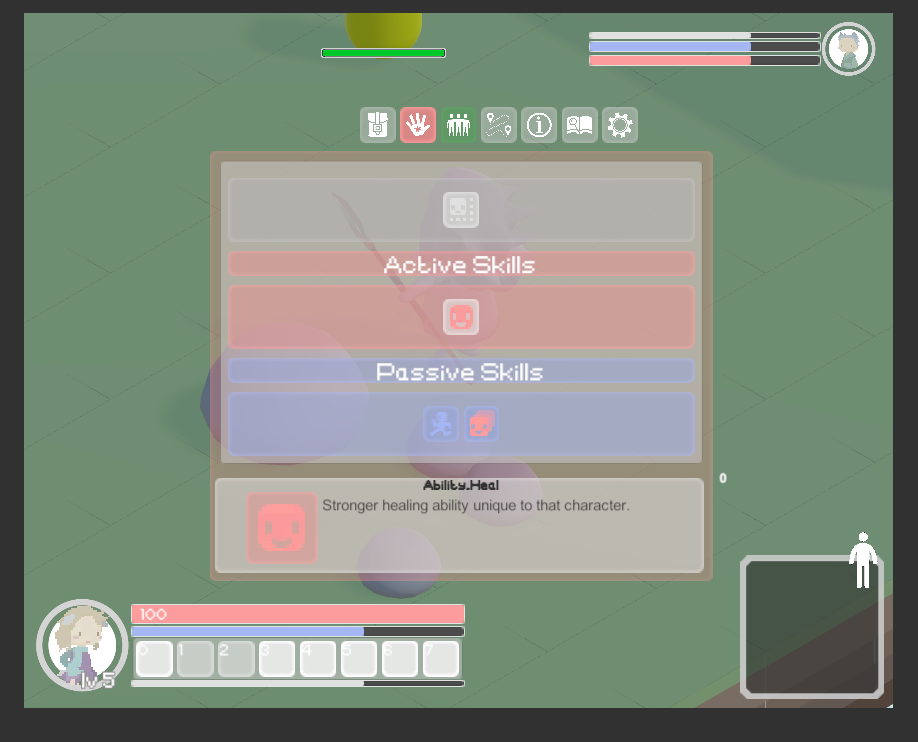 Active Skills
Passive Skills
Ability_Heal
Stronger healing ability unique to that character.
0
100
0 1 2 3 4 5 6 7
lv 5